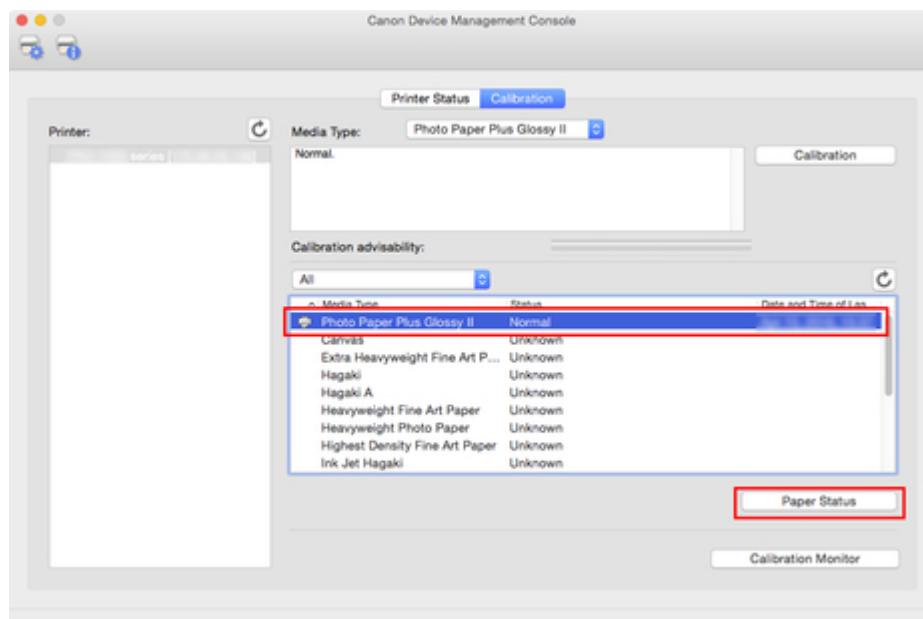 Canon Device Management Console
Printer Status Calibration
Printer:
Media Type: Photo Paper Plus Glossy II
series
Normal.
Calibration
Calibration advisability:
All
Media Type Status Date and Time of Las
Photo Paper Plus Glossy II Normal
Canvas Unknown
Extra Heavyweight Fine Art P... Unknown
Hagaki Unknown
Hagaki A Unknown
Heavyweight Fine Art Paper Unknown
Heavyweight Photo Paper Unknown
Highest Density Fine Art Paper Unknown
Ink Jet Hagaki Unknown
Paper Status
Calibration Monitor